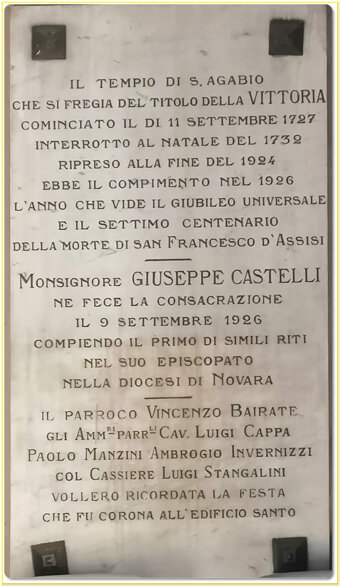 IL TEMPIO DI S. AGABIO
CHE SI FREGIA DEL TITOLO DELLA VITTORIA
COMINCIATO IL DI 11 SETTEMBRE 1727
INTERROTTO AL NATALE DEL 1732
RIPRESO ALLA FINE DEL 1924
EBBE IL COMPIMENTO NEL 1926
L'ANNO CHE VIDE IL GIUBILEO UNIVERSALE
E IL SETTIMO CENTENARIO
DELLA MORTE DI SAN FRANCESCO D'ASSISI
MONSIGNORE GIUSEPPE CASTELLI
NE FECE LA CONSACRAZIONE
IL 9 SETTEMBRE 1926
COMPIENDO IL PRIMO DI SIMILI RITI
NEL SUO EPISCOPATO
NELLA DIOCESI DI NOVARA
IL PARROCO VINCENZO BAIRATE
GLI AMM.RI PARR.LI CAV. LUIGI CAPPA
PAOLO MANZINI AMBROGIO INVERNIZZI
COL CASSIERE LUIGI STANGALINI
VOLLERO RICORDATA LA FESTA
CHE FU CORONA ALL'EDIFICIO SANTO